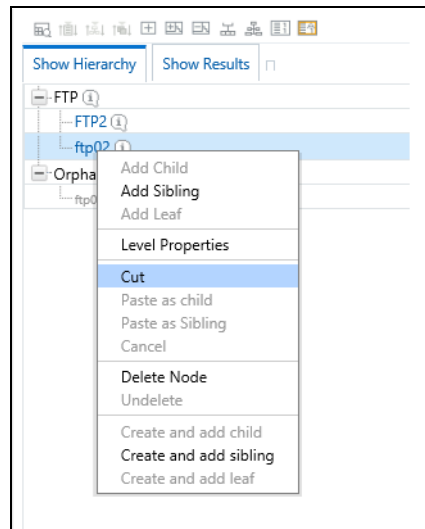 Show Hierarchy Show Results
FTP
FTP2
ftp02
Orpha
ftp0
Add Child
Add Sibling
Add Leaf
Level Properties
Cut
Paste as child
Paste as Sibling
Cancel
Delete Node
Undelete
Create and add child
Create and add sibling
Create and add leaf